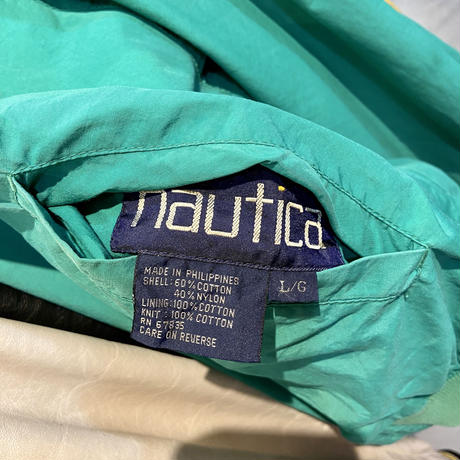 nautica
MADE IN PHILIPPINES
SHELL: 60% COTTON
40% NYLON
LINING: 100% COTTON
KNIT : 100% COTTON
RN 67835
CARE ON REVERSE
L/G